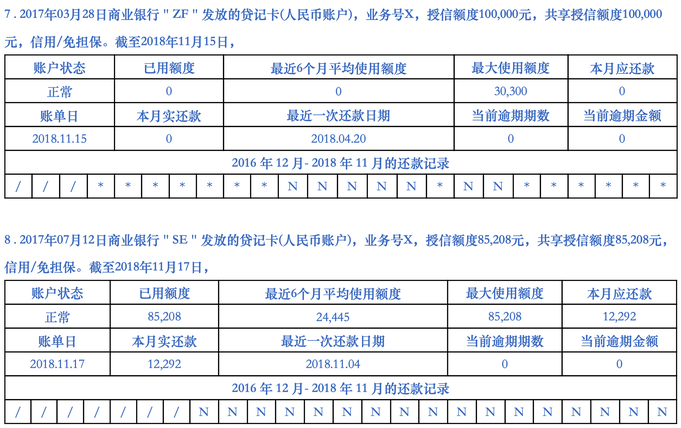 7 . 2017年03月28日商业银行＂ZF＂发放的贷记卡(人民币账户)，业务号X，授信额度100,000元，共享授信额度100,000
元，信用/免担保。截至2018年11月15日，
账户状态 已用额度 最近6个月平均使用额度 最大使用额度 本月应还款
正常 0 0 30,300 0
账单日 本月实还款 最近一次还款日期 当前逾期期数 当前逾期金额
2018.11.15 0 2018.04.20 0 0
2016 年 12 月- 2018 年 11 月的还款记录
/ / / * * * * * * * N N N N N * N N * * * * * *
8 . 2017年07月12日商业银行＂SE＂发放的贷记卡(人民币账户)，业务号X，授信额度85,208元，共享授信额度85,208元，
信用/免担保。截至2018年11月17日，
账户状态 已用额度 最近6个月平均使用额度 最大使用额度 本月应还款
正常 85,208 24,445 85,208 12,292
账单日 本月实还款 最近一次还款日期 当前逾期期数 当前逾期金额
2018.11.17 12,292 2018.11.04 0 0
2016 年 12 月- 2018 年 11 月的还款记录
/ / / / / / / N N N N N N N N N N N N N N N N N